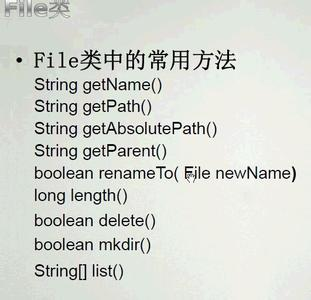 File类
• File类中的常用方法
String getName()
String getPath()
String getAbsolutePath()
String getParent()
boolean renameTo( File newName)
long length()
boolean delete()
boolean mkdir()
String[] list()